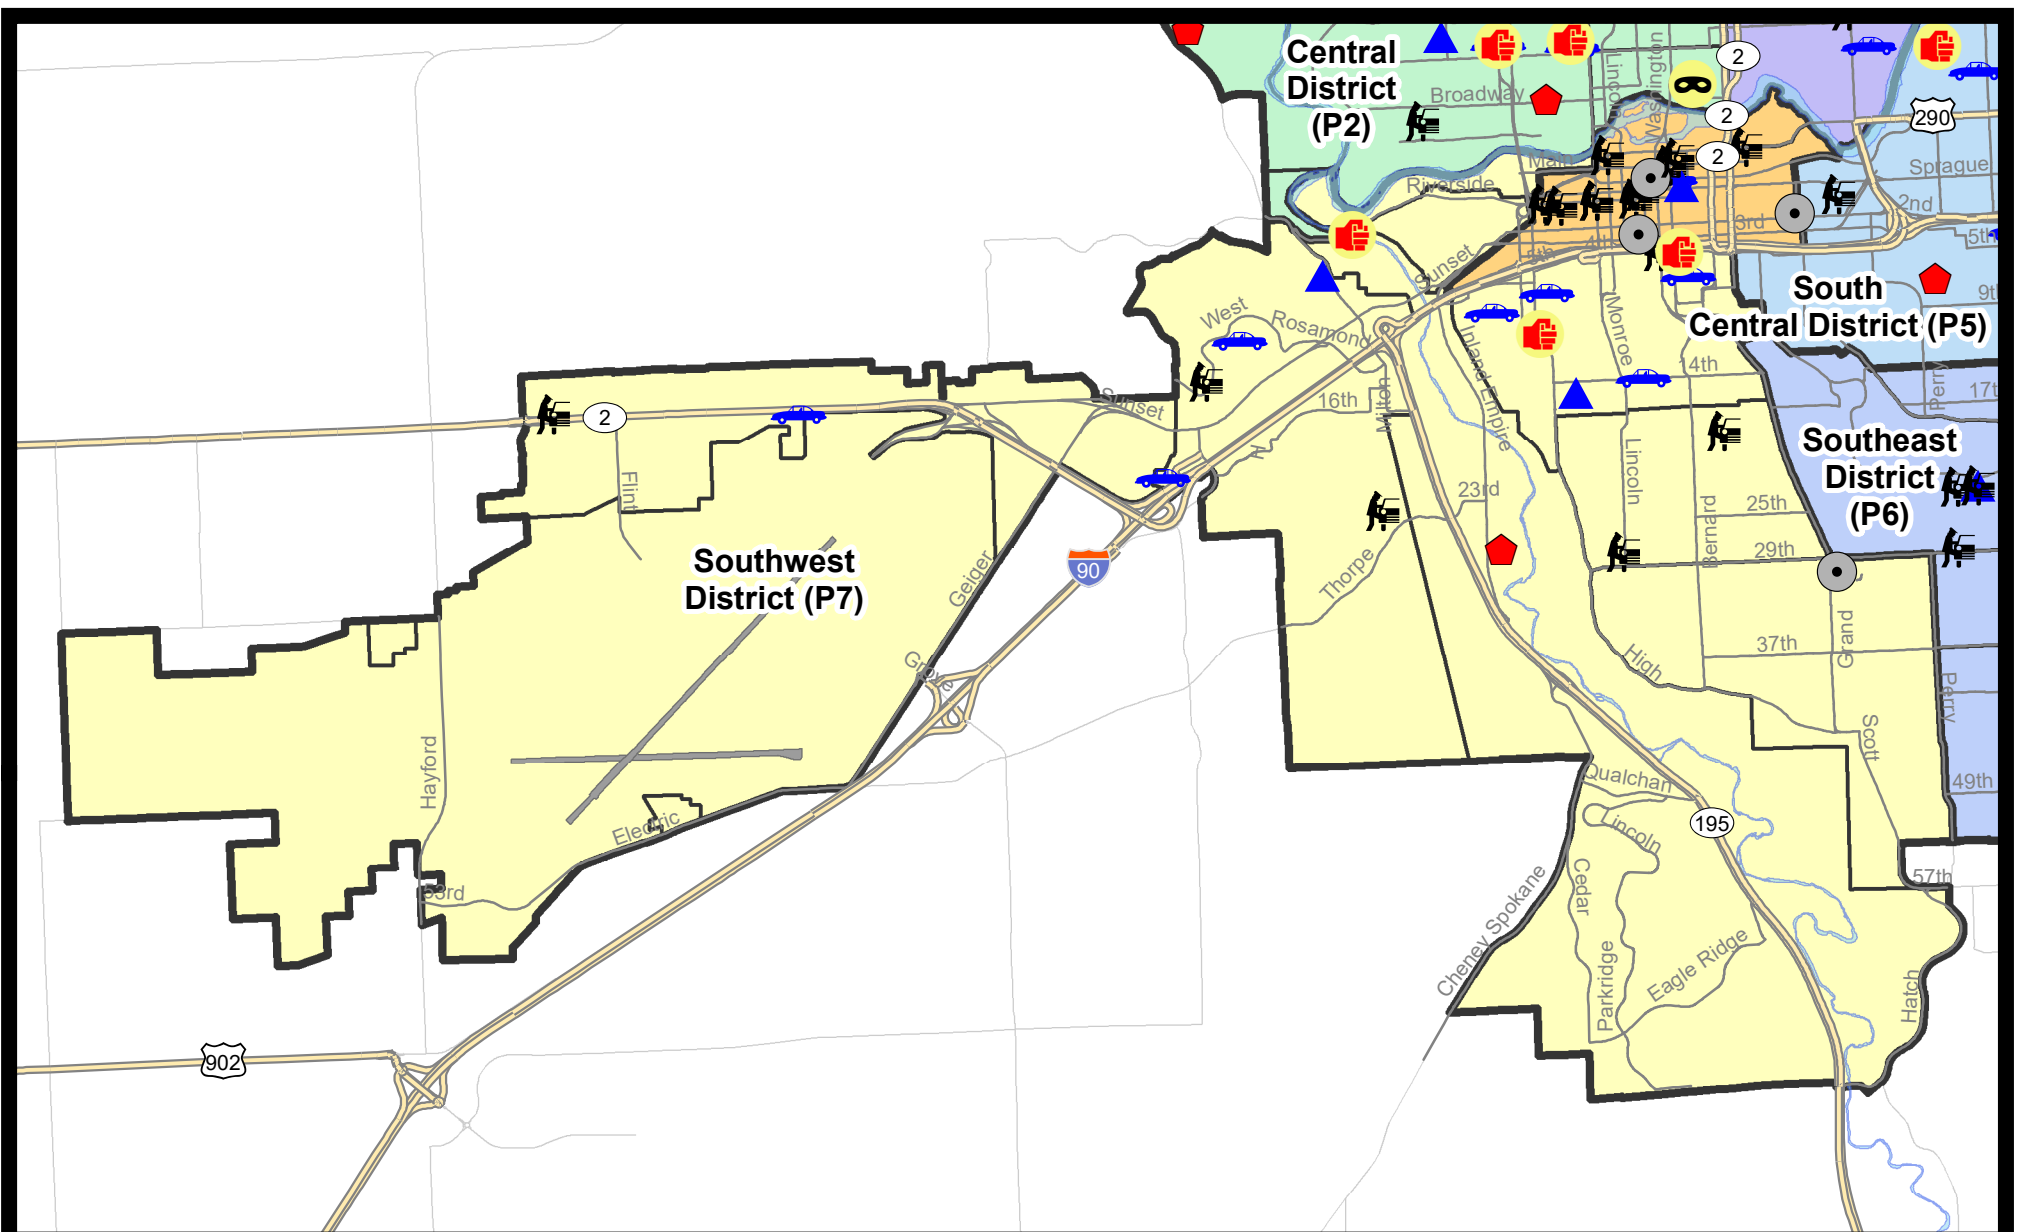 Central
District
(P2)
Broadway
Lincoln
Washington
2
2
2
290
Main
Riverside
Sprague
2nd
3rd
4th
5th
5th
Sunset
South
Central District (P5)
9th
West
Rosamond
Inland Empire
Monroe
14th
Perry
17t
Sunset
16th
Milton
2
Flint
Lincoln
Southeast
District
(P6)
23rd
Bernard
25th
29th
Southwest
District (P7)
Geiger
90
Thorpe
Grove
High
37th
Grand
Perry
Scott
Hayford
Electric
Qualchan
49th
195
Lincoln
53rd
Cheney Spokane
Cedar
57th
Parkridge
Eagle Ridge
Hatch
902